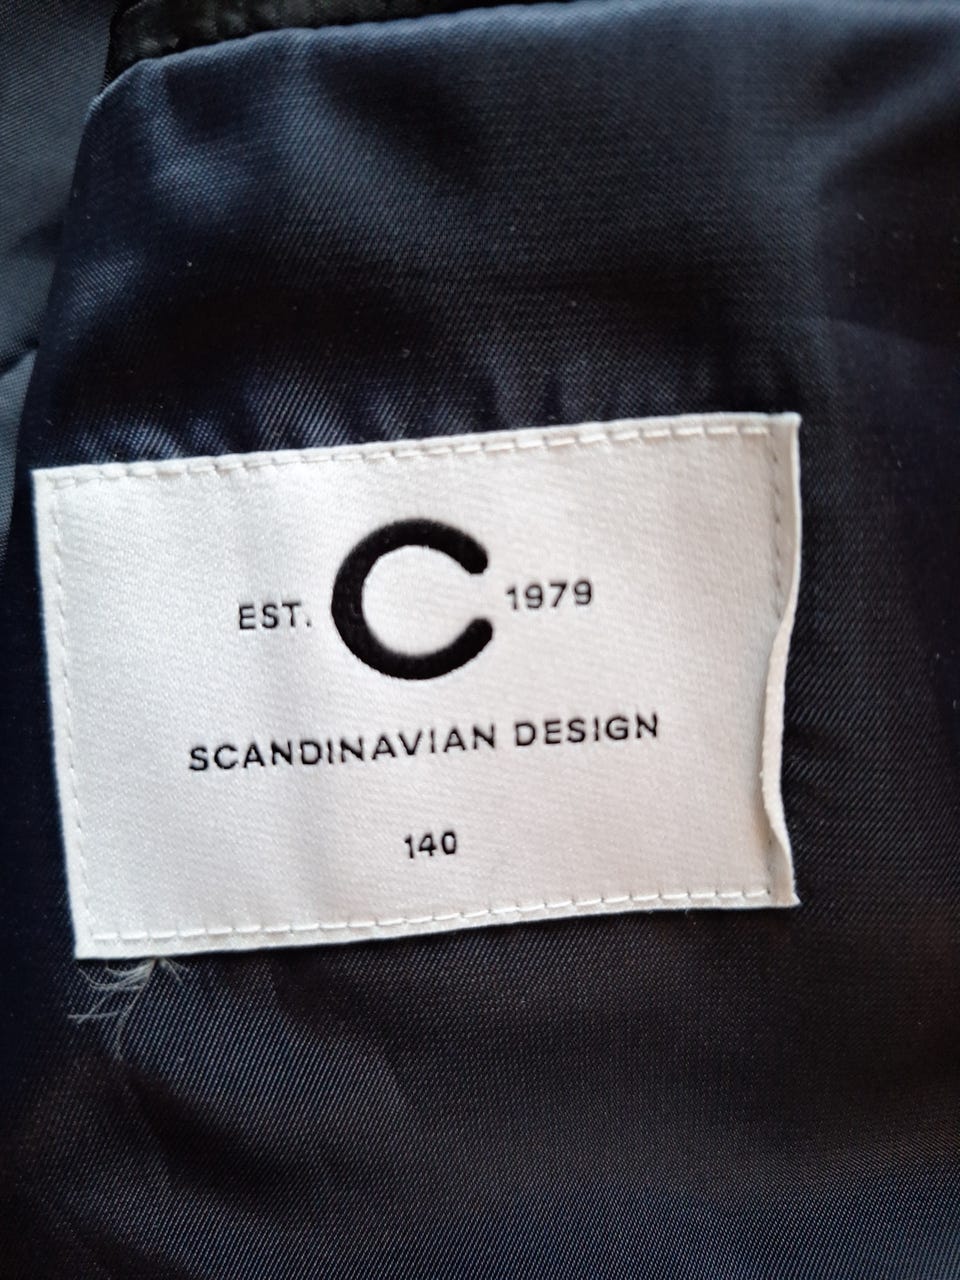 EST. C 1979
SCANDINAVIAN DESIGN
140